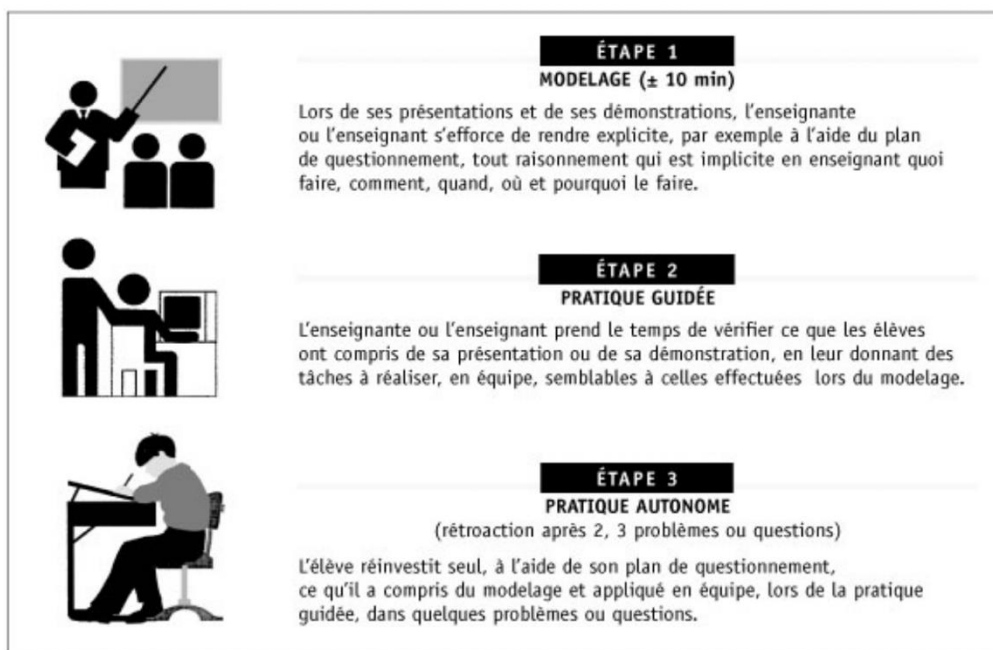 ÉTAPE 1
MODELAGE (± 10 min)
Lors de ses présentations et de ses démonstrations, l'enseignante
ou l'enseignant s'efforce de rendre explicite, par exemple à l'aide du plan
de questionnement, tout raisonnement qui est implicite en enseignant quoi
faire, comment, quand, où et pourquoi le faire.
ÉTAPE 2
PRATIQUE GUIDÉE
L'enseignante ou l'enseignant prend le temps de vérifier ce que les élèves
ont compris de sa présentation ou de sa démonstration, en leur donnant des
tâches à réaliser, en équipe, semblables à celles effectuées lors du modelage.
ÉTAPE 3
PRATIQUE AUTONOME
(rétroaction après 2, 3 problèmes ou questions)
L'élève réinvestit seul, à l'aide de son plan de questionnement,
ce qu'il a compris du modelage et appliqué en équipe, lors de la pratique
guidée, dans quelques problèmes ou questions.